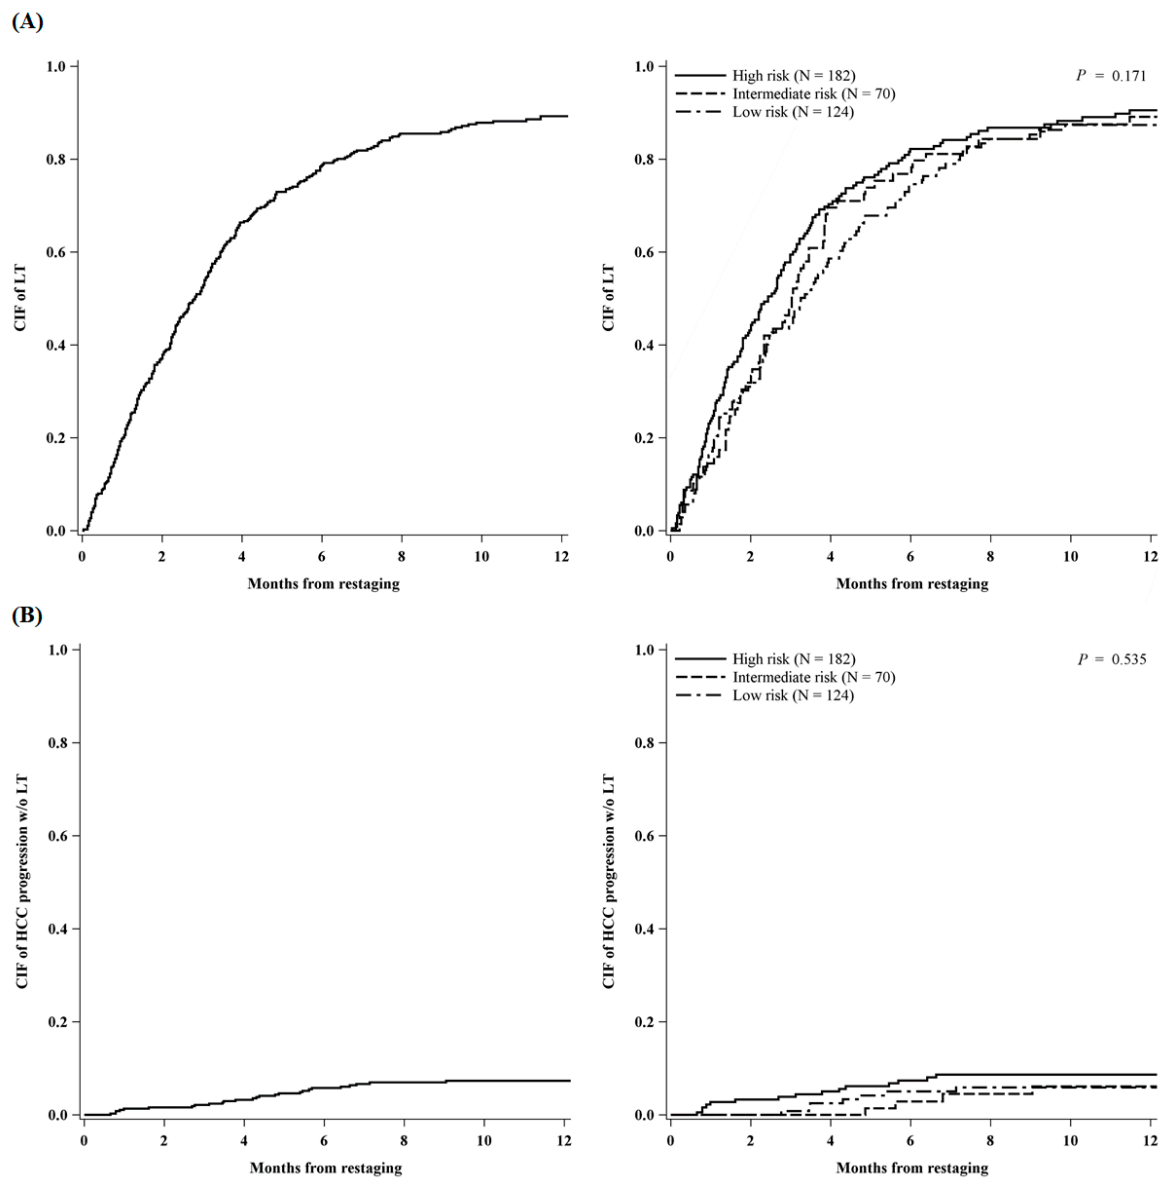 (A)
1.0
0.8
0.6
0.4
0.2
0.0
CIF of LT
0 2 4 6 8 10 12
Months from restaging
1.0
0.8
0.6
0.4
0.2
0.0
CIF of LT
High risk (N = 182)
Intermediate risk (N = 70)
Low risk (N = 124)
P = 0.171
0 2 4 6 8 10 12
Months from restaging
(B)
1.0
0.8
0.6
0.4
0.2
0.0
CIF of HCC progression w/o LT
0 2 4 6 8 10 12
Months from restaging
1.0
0.8
0.6
0.4
0.2
0.0
CIF of HCC progression w/o LT
High risk (N = 182)
Intermediate risk (N = 70)
Low risk (N = 124)
P = 0.535
0 2 4 6 8 10 12
Months from restaging